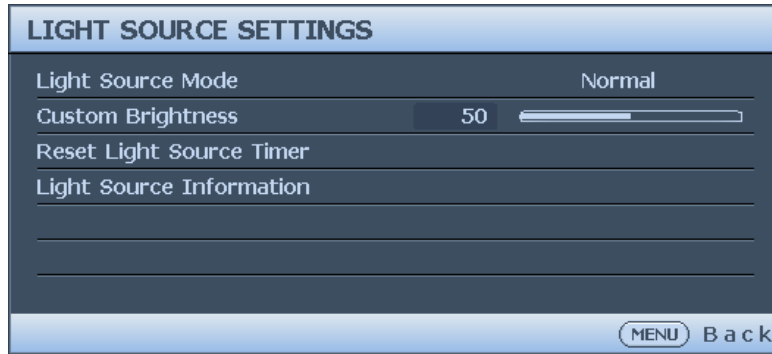 LIGHT SOURCE SETTINGS
Light Source Mode Normal
Custom Brightness 50
Reset Light Source Timer
Light Source Information
MENU Back